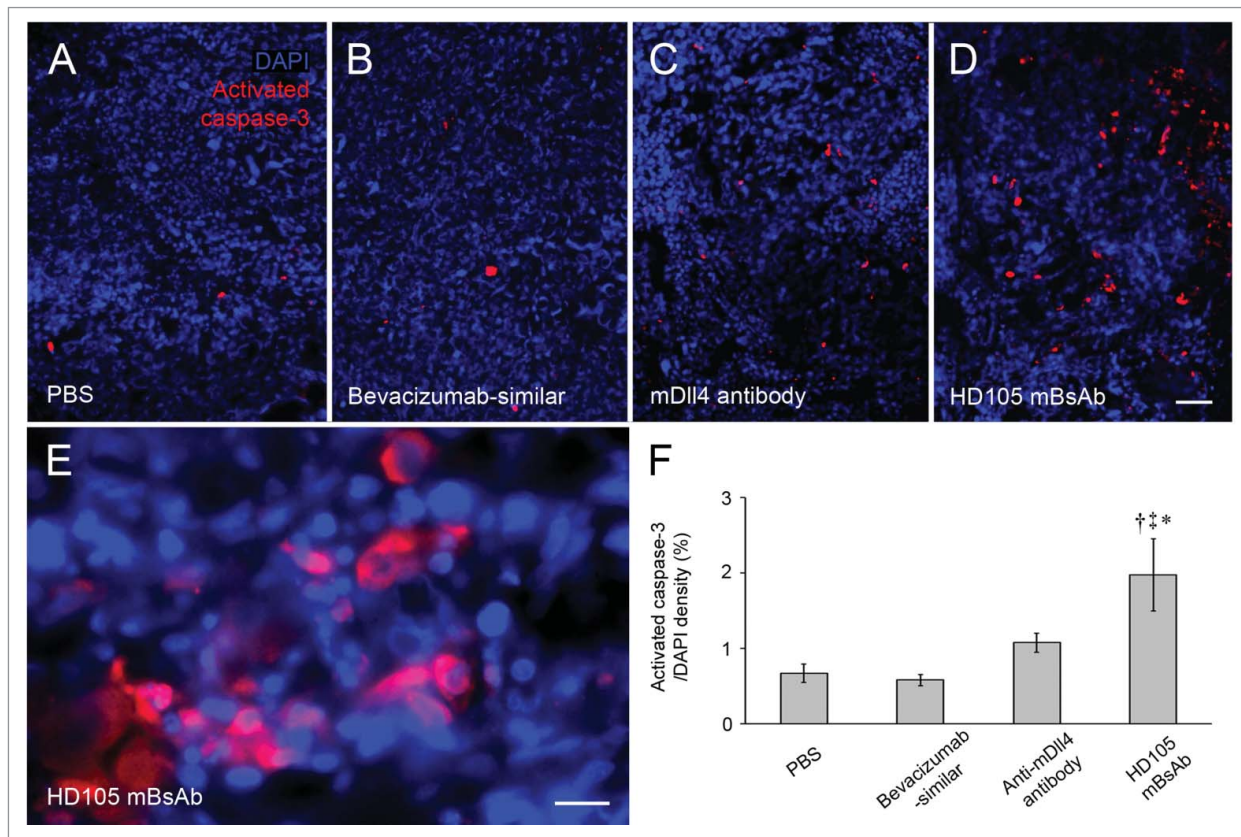 A
DAPI
Activated
caspase-3
PBS
B
Bevacizumab-similar
C
mDll4 antibody
D
HD105 mBsAb
E
HD105 mBsAb
F
Activated caspase-3
/DAPI density (%)
3
2
1
0
†‡*
PBS
Bevacizumab
-similar
Anti-mDll4
antibody
HD105
mBsAb